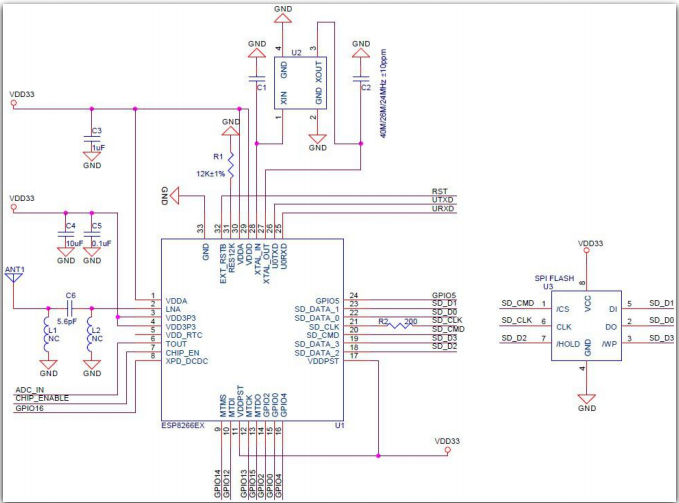 GND
U2
GND
GND
4
3
GND
XOUT
C1
C2
XIN
GND
1
2
GND
40M/26M/24MHz ±10ppm
VDD33
C3
1uF
GND
GND
R1
12K±1%
VDD33
C4
C5
10uF
0.1uF
GND
GND
GND
RST
UTXD
URXD
33
32
31
30
29
28
27
26
25
GND
EXT_RSTB
RES12K
VDDA
VDDD
XTAL_IN
XTAL_OUT
U0TXD
U0RXD
ANT1
C6
5.6pF
L1
NC
L2
NC
GND
GND
1 VDDA
2 LNA
3 VDD3P3
4 VDD3P3
5 VDD_RTC
6 TOUT
7 CHIP_EN
8 XPD_DCDC
ADC_IN
CHIP_ENABLE
GPIO16
GPIO5 24 GPIO5
SD_DATA_1 23 SD_D1
SD_DATA_0 22 SD_D0
SD_CLK 21 R2 200 SD_CLK
SD_CMD 20 SD_CMD
SD_DATA_3 19 SD_D3
SD_DATA_2 18 SD_D2
VDDPST 17
MTMS
MTDI
VDDPST
MTCK
MTDO
GPIO2
GPIO0
GPIO4
ESP8266EX
U1
9
10
11
12
13
14
15
16
GPIO14
GPIO12
GPIO13
GPIO15
GPIO2
GPIO0
GPIO4
VDD33
VDD33
SPI FLASH
U3
8
VCC
SD_CMD 1 /CS
DI 5 SD_D1
SD_CLK 6 CLK
DO 2 SD_D0
SD_D2 7 /HOLD
/WP 3 SD_D3
GND
4
GND